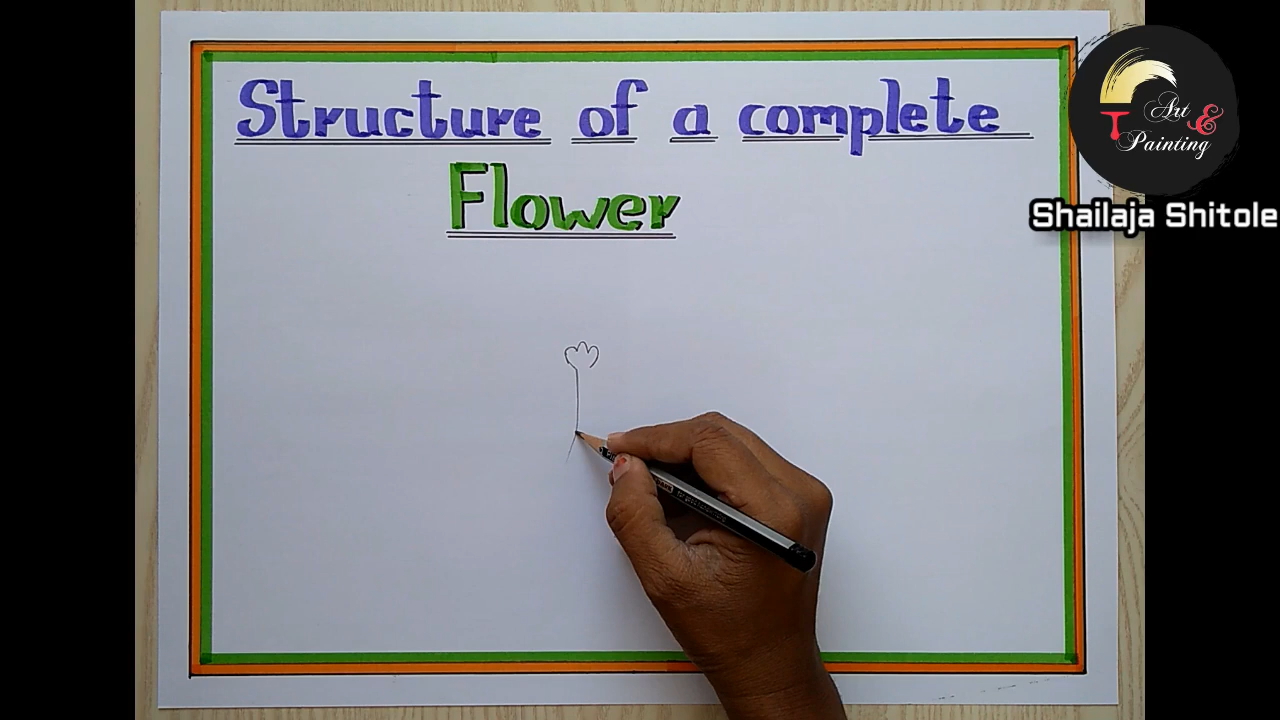 Structure of a complete
Flower
Art &
Painting
Shailaja Shitole